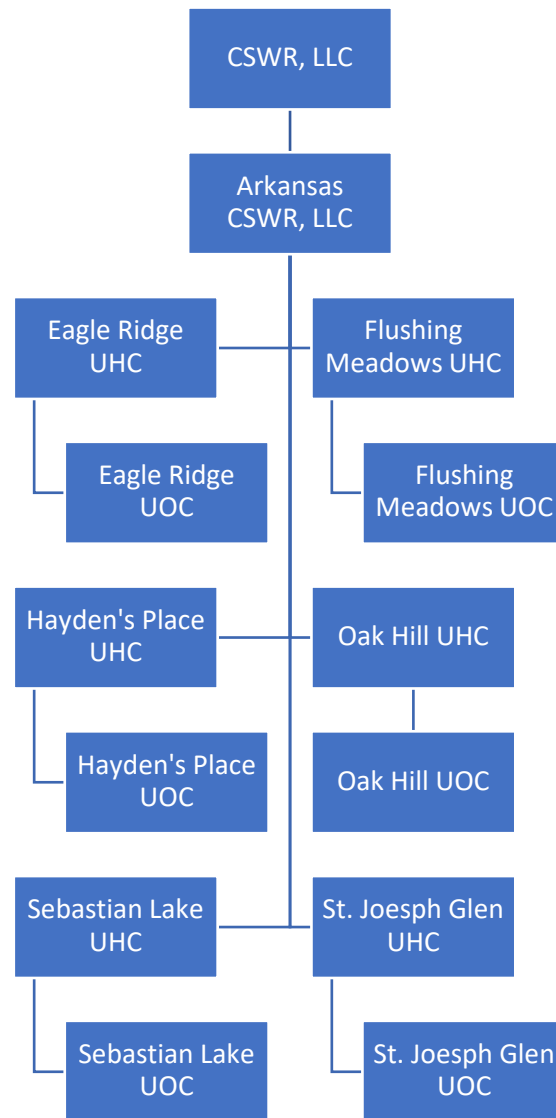 CSWR, LLC
Arkansas
CSWR, LLC
Eagle Ridge
UHC
Flushing
Meadows UHC
Eagle Ridge
UOC
Flushing
Meadows UOC
Hayden's Place
UHC
Oak Hill UHC
Hayden's Place
UOC
Oak Hill UOC
Sebastian Lake
UHC
St. Joesph Glen
UHC
Sebastian Lake
UOC
St. Joesph Glen
UOC